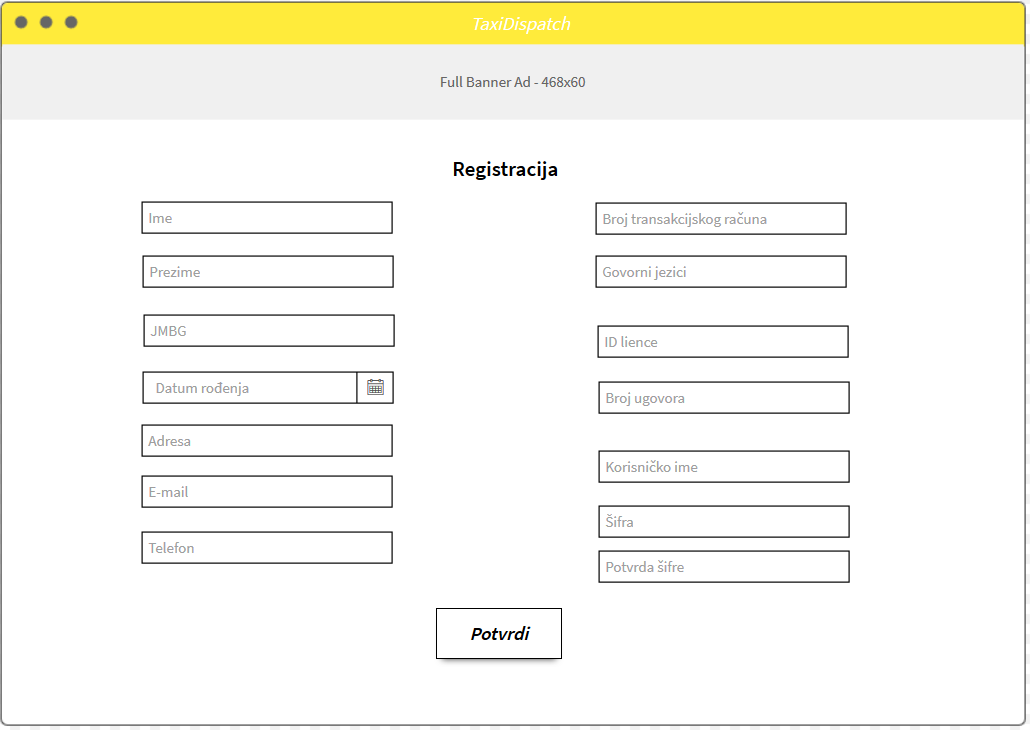 TaxiDispatch
Full Banner Ad - 468x60
Registracija
Ime
Prezime
JMBG
Datum rođenja
Adresa
E-mail
Telefon
Broj transakcijskog računa
Govorni jezici
ID lience
Broj ugovora
Korisničko ime
Šifra
Potvrda šifre
Potvrdi